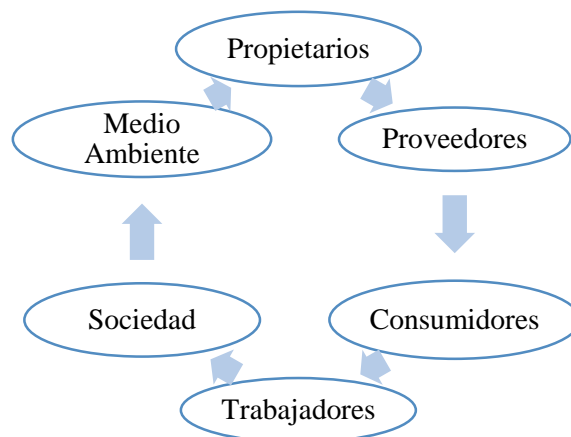 Propietarios
Medio
Ambiente
Proveedores
Sociedad
Consumidores
Trabajadores